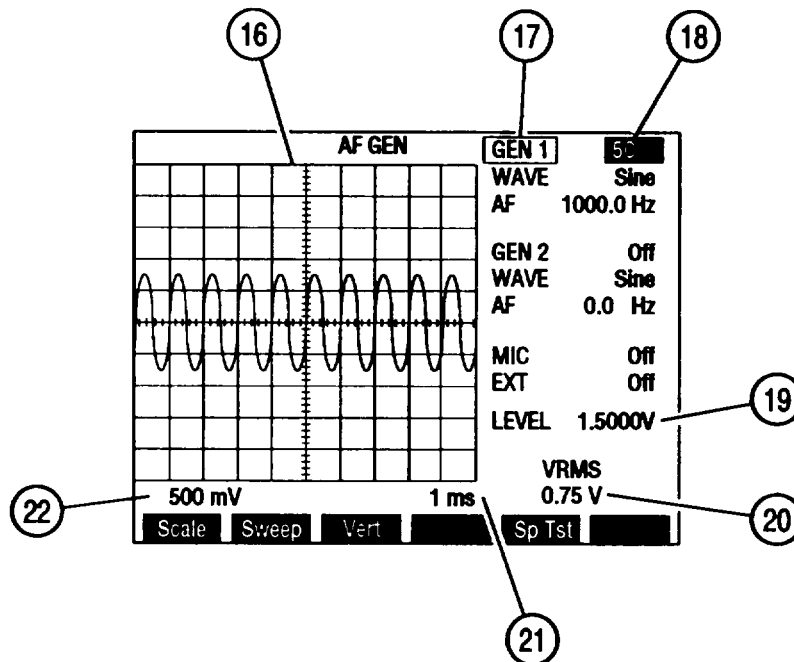 16
17
18
AF GEN
GEN 1 50
WAVE Sine
AF 1000.0 Hz
GEN 2 Off
WAVE Sine
AF 0.0 Hz
MIC Off
EXT Off
LEVEL 1.5000V
19
VRMS
500 mV 1 ms 0.75 V
22
20
Scale Sweep Vert Sp Tst
21